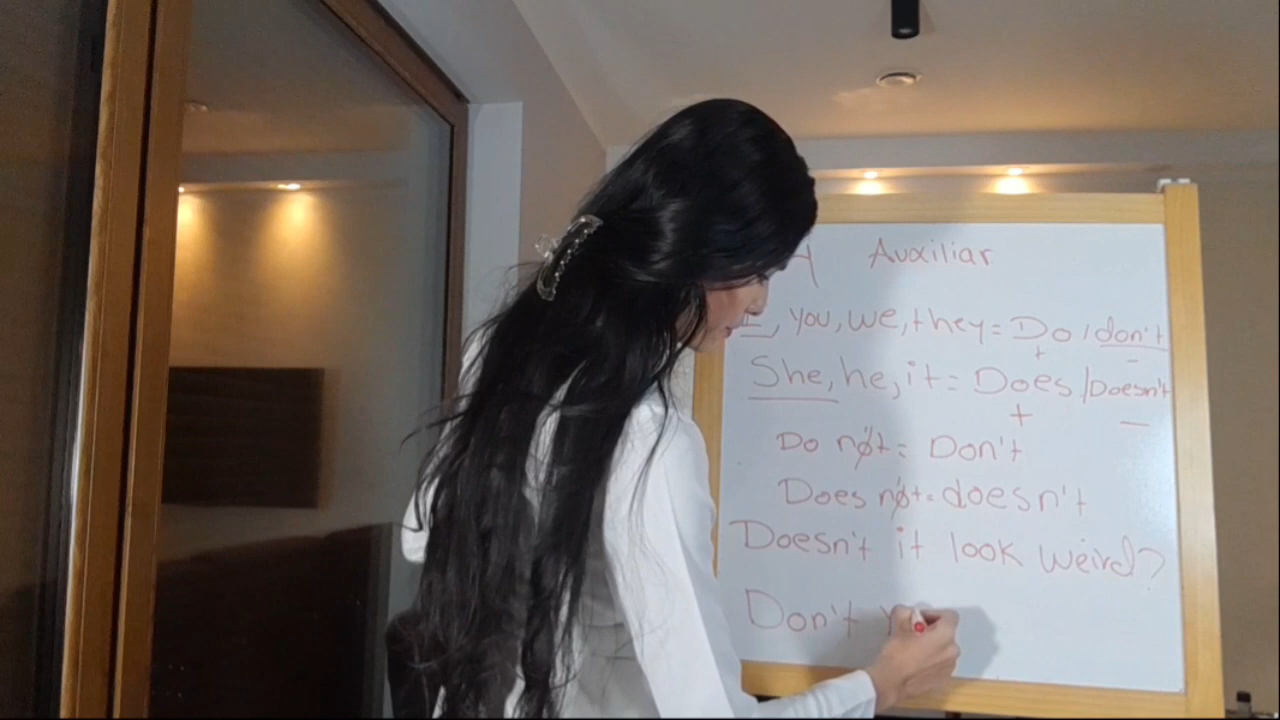 Auxiliar
I, you, we, they = Do / don't
+ -
She, he, it = Does / Doesn't
+ -
Do not = Don't
Does not = doesn't
Doesn't it look weird?
Don't